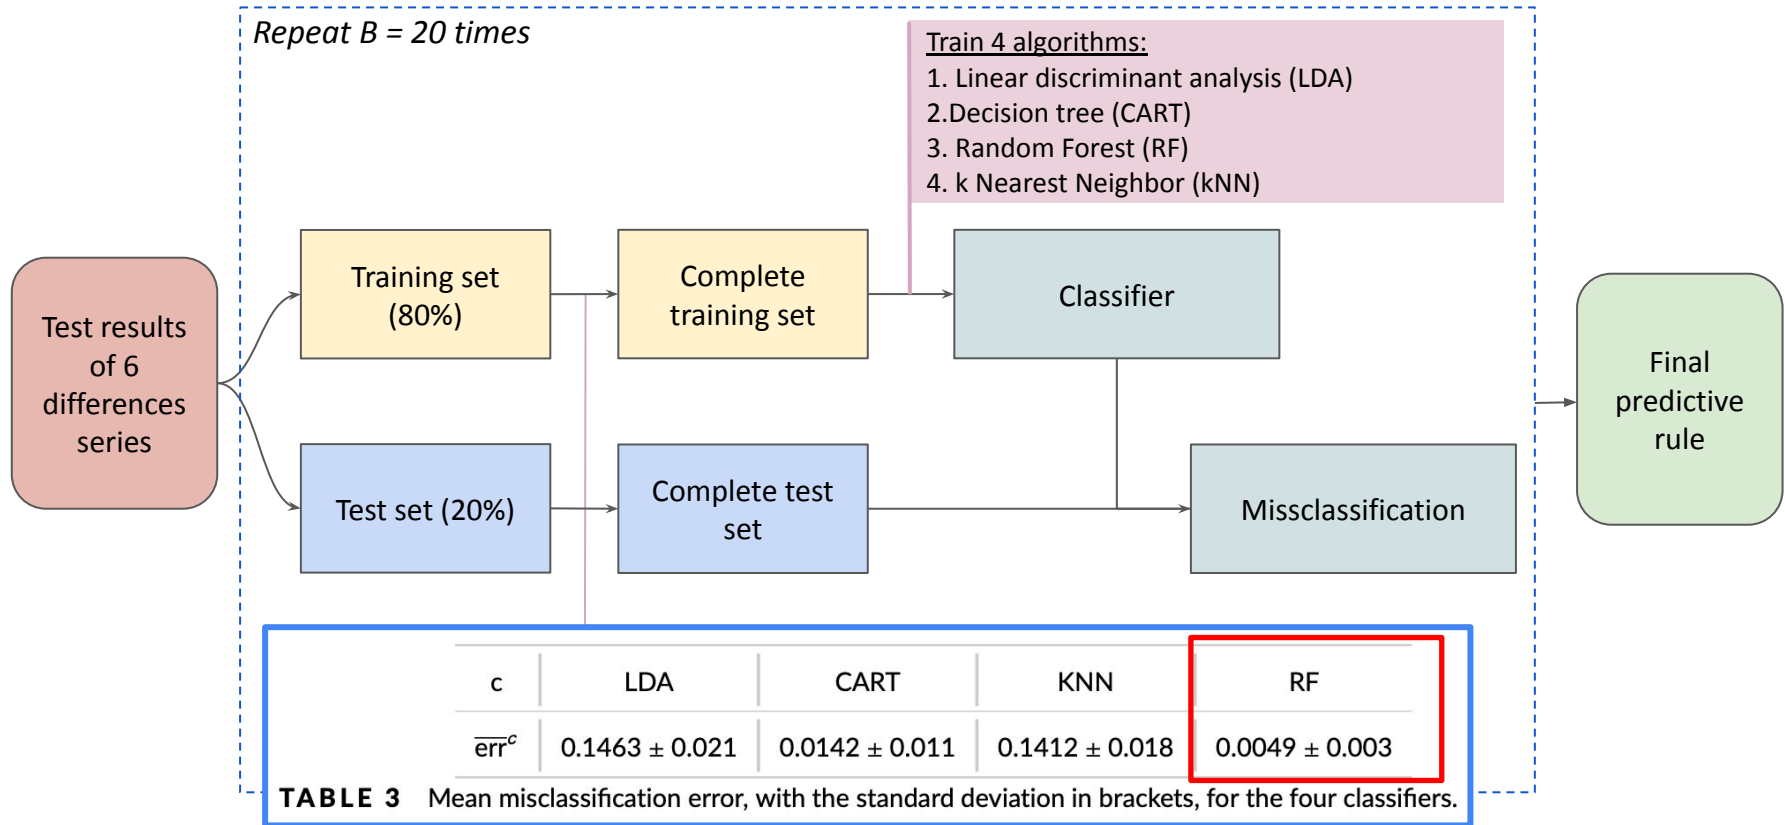 Repeat B = 20 times
Train 4 algorithms:
1. Linear discriminant analysis (LDA)
2.Decision tree (CART)
3. Random Forest (RF)
4. k Nearest Neighbor (kNN)
Test results
of 6
differences
series
Training set
(80%)
Complete
training set
Classifier
Test set (20%)
Complete test
set
Missclassification
Final
predictive
rule
c LDA CART KNN RF
err^c 0.1463 ± 0.021 0.0142 ± 0.011 0.1412 ± 0.018 0.0049 ± 0.003
TABLE 3 Mean misclassification error, with the standard deviation in brackets, for the four classifiers.